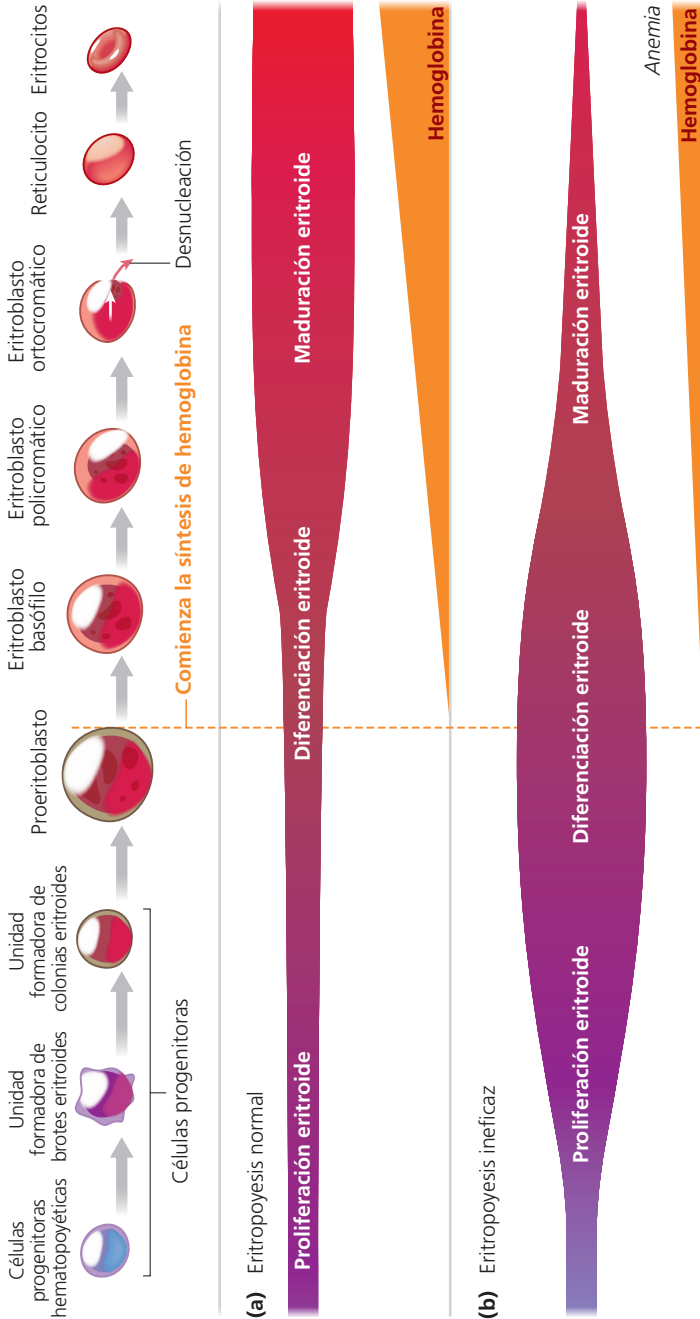 Células
progenitoras
hematopoyéticas
Unidad
formadora de
brotes eritroides
Unidad
formadora de
colonias eritroides
Proeritoblasto
Eritroblasto
basófilo
Eritroblasto
policromático
Eritroblasto
ortocromático
Reticulocito
Eritrocitos
Células progenitoras
Comienza la síntesis de hemoglobina
Desnucleación
(a) Eritropoyesis normal
Proliferación eritroide
Diferenciación eritroide
Maduración eritroide
Hemoglobina
(b) Eritropoyesis ineficaz
Proliferación eritroide
Diferenciación eritroide
Maduración eritroide
Anemia
Hemoglobina